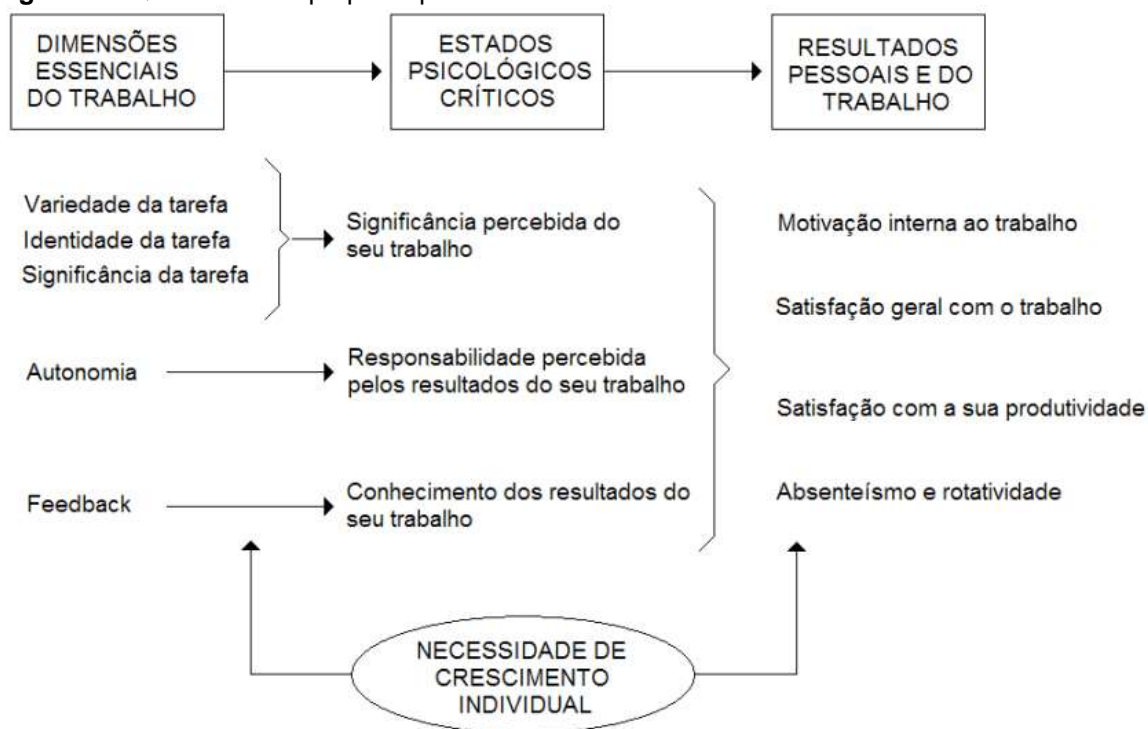 DIMENSÕES
ESSENCIAIS
DO TRABALHO
ESTADOS
PSICOLÓGICOS
CRÍTICOS
RESULTADOS
PESSOAIS E DO
TRABALHO
Variedade da tarefa
Identidade da tarefa
Significância da tarefa
Significância percebida do
seu trabalho
Motivação interna ao trabalho
Satisfação geral com o trabalho
Autonomia
Responsabilidade percebida
pelos resultados do seu trabalho
Satisfação com a sua produtividade
Feedback
Conhecimento dos resultados do
seu trabalho
Absenteísmo e rotatividade
NECESSIDADE DE
CRESCIMENTO
INDIVIDUAL